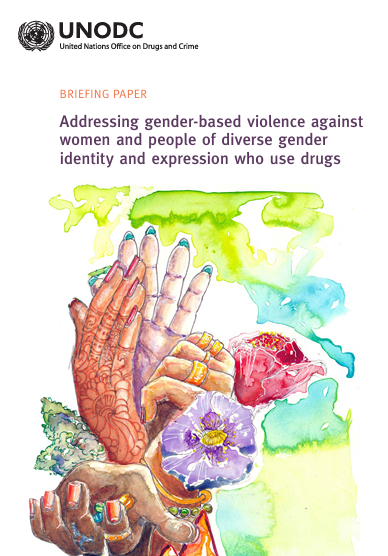 UNODC
United Nations Office on Drugs and Crime
BRIEFING PAPER
Addressing gender-based violence against
women and people of diverse gender
identity and expression who use drugs